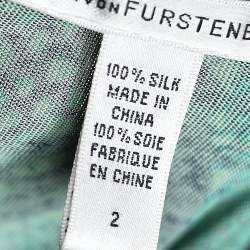 VON FURSTENB
100% SILK
MADE IN
CHINA
100% SOIE
FABRIQUE
EN CHINE
2